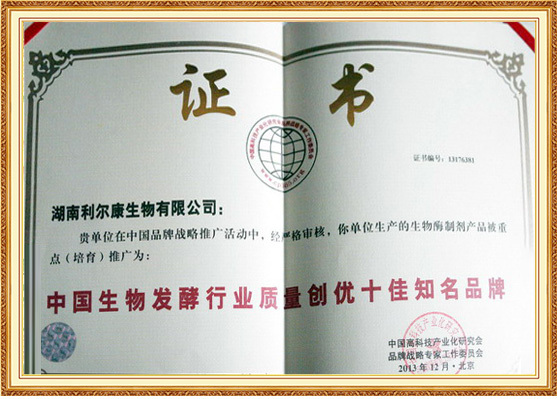 证书
证书编号：13176381
湖南利尔康生物有限公司：
贵单位在中国品牌战略推广活动中，经严格审核，你单位生产的生物酶制剂产品被重
点（培育）推广为：
中国生物发酵行业质量创优十佳知名品牌
中国高科技产业化研究会
品牌战略专家工作委员会
2013年12月·北京